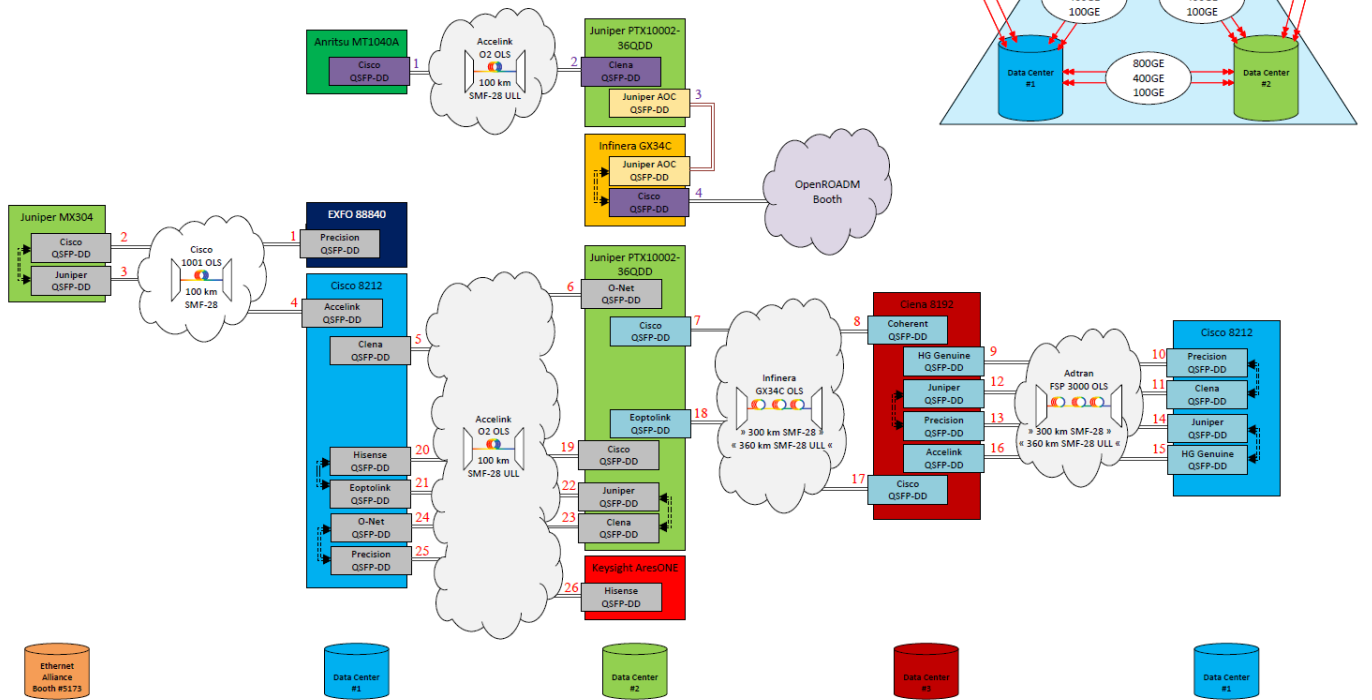 100GE
100GE
Data Center
#1
800GE
400GE
100GE
Data Center
#2
Anritsu MT1040A
Cisco
QSFP-DD
1
Accelink
O2 OLS
100 km
SMF-28 ULL
2
Juniper PTX10002-
36QDD
Ciena
QSFP-DD
Juniper AOC
QSFP-DD
3
Infinera GX34C
Juniper AOC
QSFP-DD
Cisco
QSFP-DD
4
OpenROADM
Booth
Juniper MX304
Cisco
QSFP-DD
2
Juniper
QSFP-DD
3
Cisco
1001 OLS
100 km
SMF-28
EXFO 88840
1
Precision
QSFP-DD
Cisco 8212
4
Accelink
QSFP-DD
Ciena
QSFP-DD
5
Hisense
QSFP-DD
20
Eoptolink
QSFP-DD
21
O-Net
QSFP-DD
24
Precision
QSFP-DD
25
Accelink
O2 OLS
100 km
SMF-28 ULL
Juniper PTX10002-
36QDD
6
O-Net
QSFP-DD
Cisco
QSFP-DD
7
Eoptolink
QSFP-DD
18
19
Cisco
QSFP-DD
22
Juniper
QSFP-DD
23
Ciena
QSFP-DD
Keysight AresONE
26
Hisense
QSFP-DD
Infinera
GX34C OLS
» 300 km SMF-28 »
« 360 km SMF-28 ULL «
Ciena 8192
8
Coherent
QSFP-DD
HG Genuine
QSFP-DD
9
Juniper
QSFP-DD
12
Precision
QSFP-DD
13
Accelink
QSFP-DD
16
17
Cisco
QSFP-DD
Adtran
FSP 3000 OLS
» 300 km SMF-28 »
« 360 km SMF-28 ULL «
Cisco 8212
10
Precision
QSFP-DD
11
Ciena
QSFP-DD
14
Juniper
QSFP-DD
15
HG Genuine
QSFP-DD
Ethernet
Alliance
Booth #5173
Data Center
#1
Data Center
#2
Data Center
#3
Data Center
#1